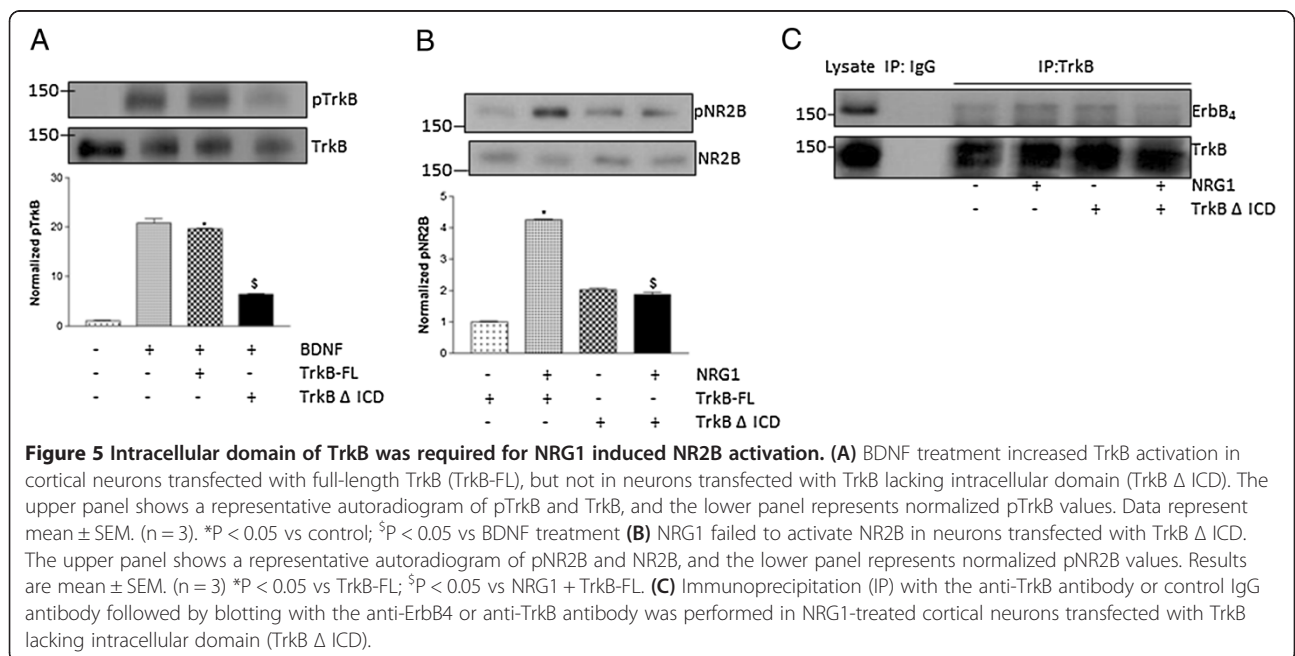 A
150
pTrkB
150
TrkB
30
20
10
0
Normalized pTrkB
*
$
- + + + BDNF
- - + - TrkB-FL
- - - + TrkB Δ ICD
B
150
pNR2B
150
NR2B
5
4
3
2
1
0
Normalized pNR2B
*
$
- + - + NRG1
+ + - - TrkB-FL
- - + + TrkB Δ ICD
C
Lysate IP: IgG IP:TrkB
150
ErbB4
150
TrkB
- + - + NRG1
- - + + TrkB Δ ICD
Figure 5 Intracellular domain of TrkB was required for NRG1 induced NR2B activation. (A) BDNF treatment increased TrkB activation in
cortical neurons transfected with full-length TrkB (TrkB-FL), but not in neurons transfected with TrkB lacking intracellular domain (TrkB Δ ICD). The
upper panel shows a representative autoradiogram of pTrkB and TrkB, and the lower panel represents normalized pTrkB values. Data represent
mean ± SEM. (n = 3). *P < 0.05 vs control; $P < 0.05 vs BDNF treatment (B) NRG1 failed to activate NR2B in neurons transfected with TrkB Δ ICD.
The upper panel shows a representative autoradiogram of pNR2B and NR2B, and the lower panel represents normalized pNR2B values. Results
are mean ± SEM. (n = 3) *P < 0.05 vs TrkB-FL; $P < 0.05 vs NRG1 + TrkB-FL. (C) Immunoprecipitation (IP) with the anti-TrkB antibody or control IgG
antibody followed by blotting with the anti-ErbB4 or anti-TrkB antibody was performed in NRG1-treated cortical neurons transfected with TrkB
lacking intracellular domain (TrkB Δ ICD).